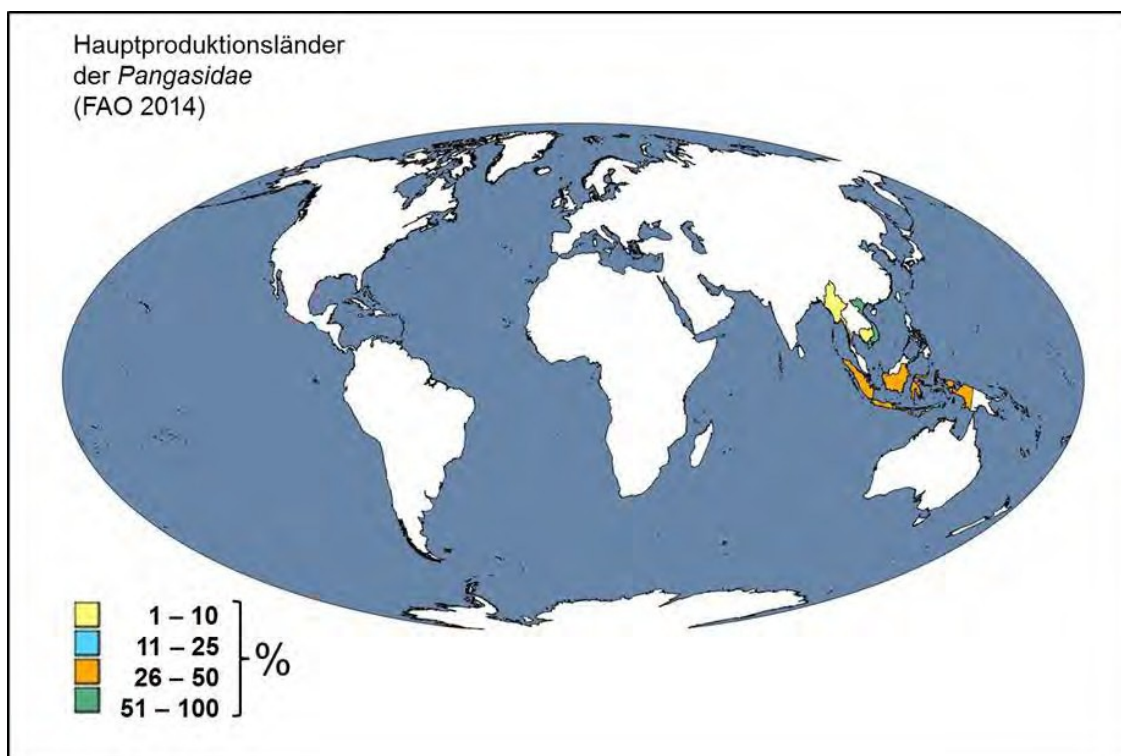 Hauptproduktionsländer
der Pangasidae
(FAO 2014)
1 – 10
11 – 25
26 – 50
51 – 100
%